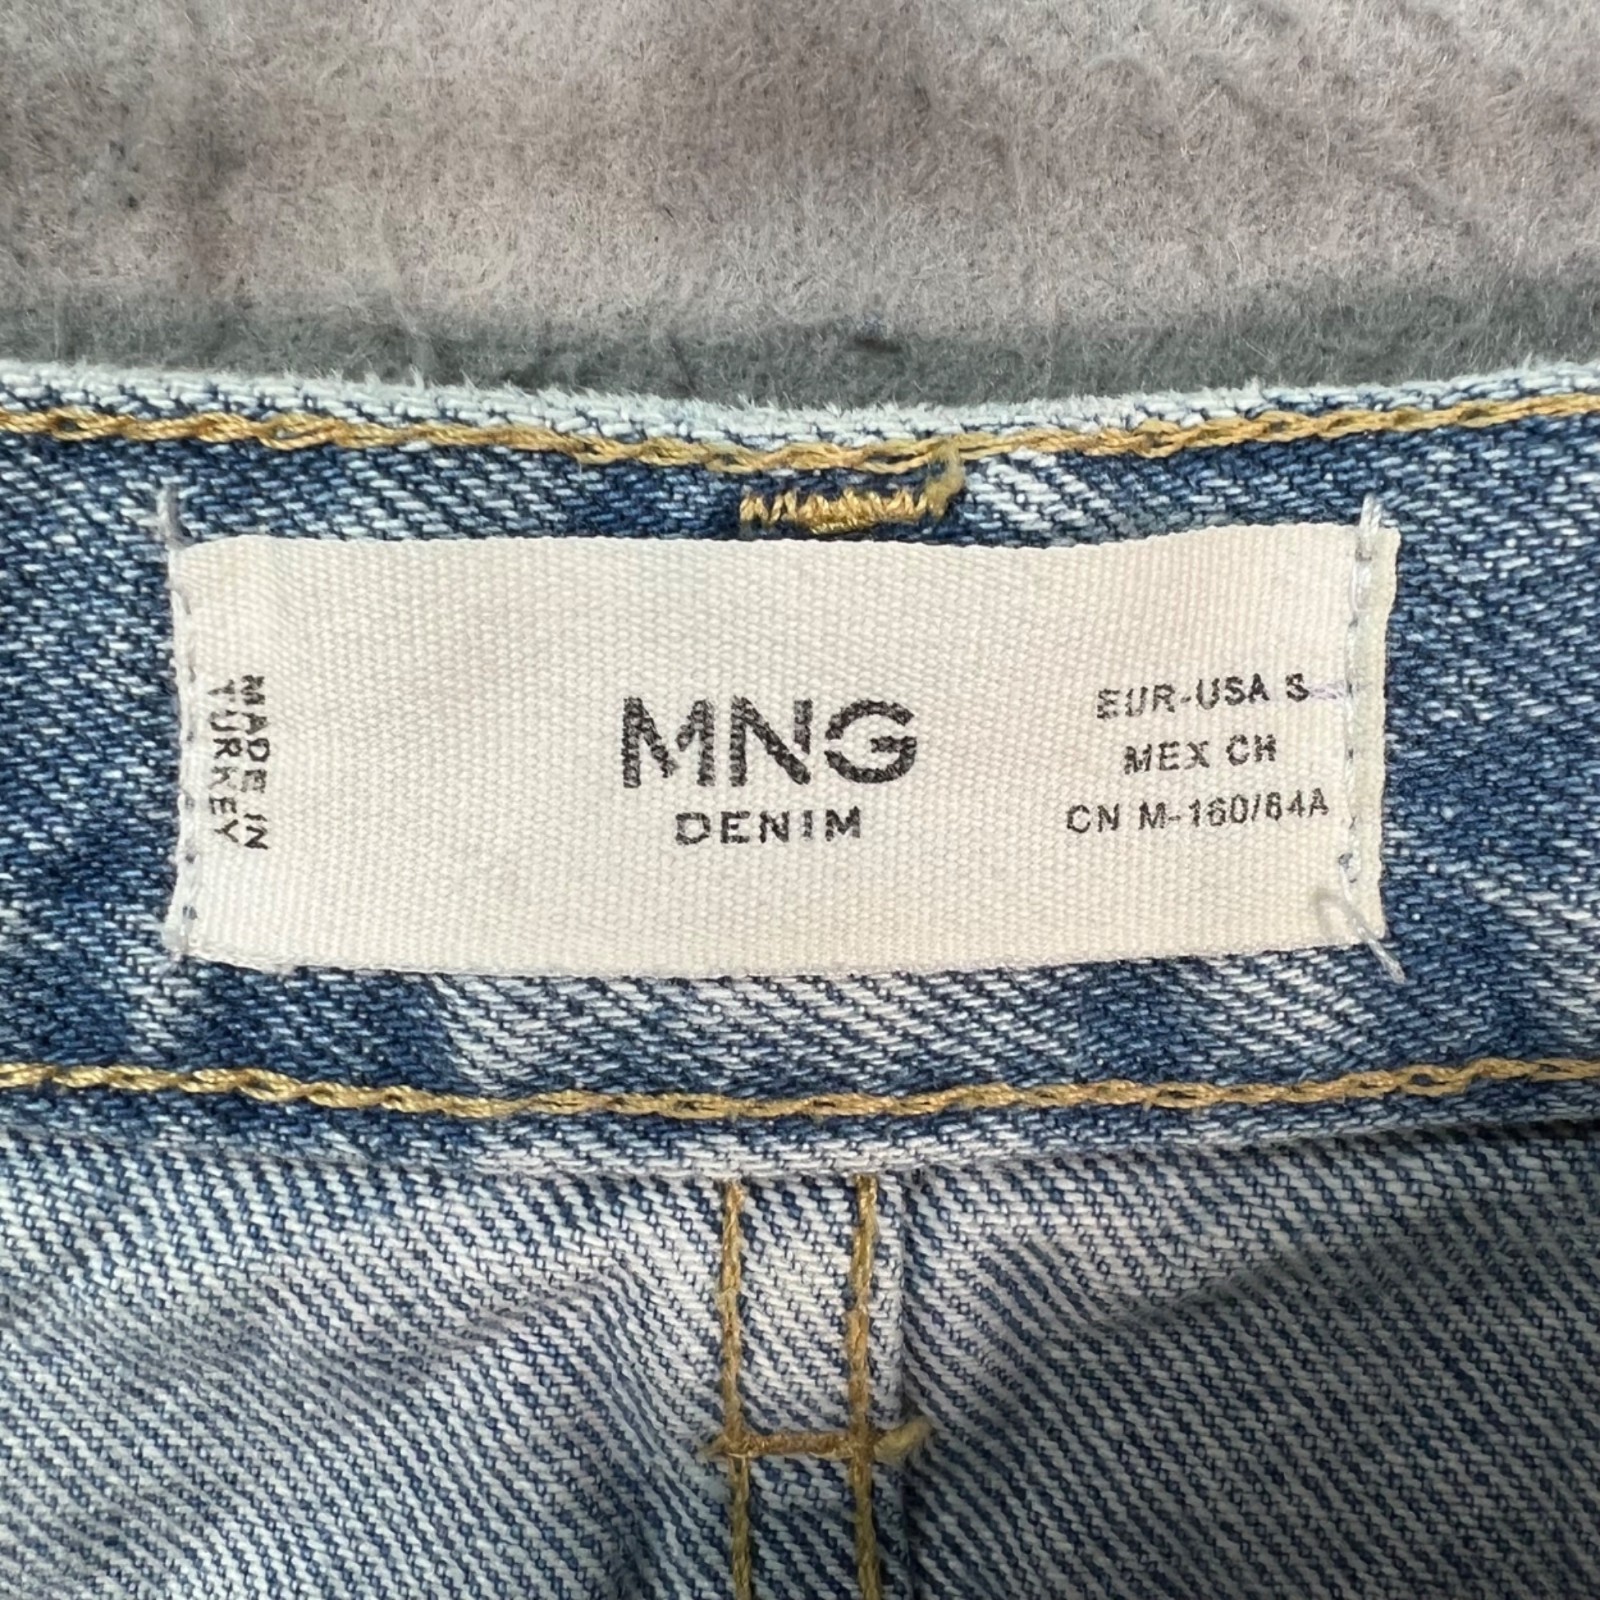 MADE IN
TURKEY
MNG
DENIM
EUR-USA S
MEX CH
CN M-160/64A